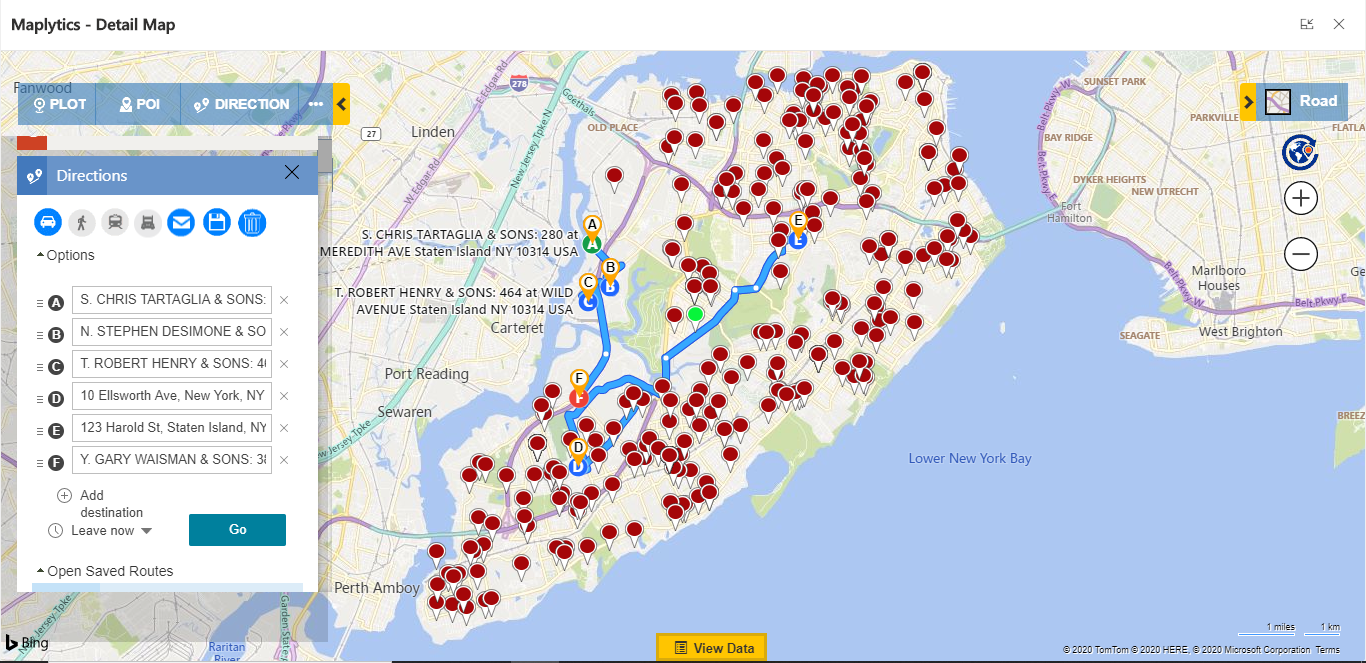 Maplytics - Detail Map
Fanwood
PLOT
POI
DIRECTION
Road
Directions
Options
A
S. CHRIS TARTAGLIA & SONS:
B
N. STEPHEN DESIMONE & SO
C
T. ROBERT HENRY & SONS: 4
D
10 Ellsworth Ave, New York, NY
E
123 Harold St, Staten Island, NY
F
Y. GARY WAISMAN & SONS: 3
Add
destination
Leave now
Go
Open Saved Routes
Perth Amboy
Bing
Raritan
River
New Jersey Tpke
Garden State
278
27
Linden
W Edgar Rd
New Jersey Tpke N
Goethals
OLD PLACE
S. CHRIS TARTAGLIA & SONS: 280 at
MEREDITH AVE Staten Island NY 10314 USA
T. ROBERT HENRY & SONS: 464 at WILD
AVENUE Staten Island NY 10314 USA
Carteret
Port Reading
Sewaren
A
A
B
B
C
C
D
D
E
E
F
F
SUNSET PARK
PARKVILLE
FLATLA
BAY RIDGE
DYKER HEIGHTS
NEW UTRECHT
Fort
Hamilton
Belt Pkwy W
Belt Pkwy E
Marlboro
Houses
West Brighton
SEAGATE
Lower New York Bay
BREEZ
View Data
1 miles
1 km
© 2020 TomTom © 2020 HERE, © 2020 Microsoft Corporation
Terms